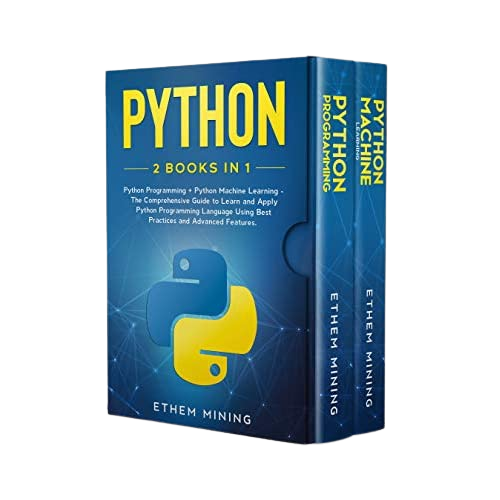 PYTHON
2 BOOKS IN 1
Python Programming + Python Machine Learning -
The Comprehensive Guide to Learn and Apply
Python Programming Language Using Best
Practices and Advanced Features.
ETHEM MINING
PYTHON
PROGRAMMING
ETHEM MINING
PYTHON
MACHINE
LEARNING
ETHEM MINING